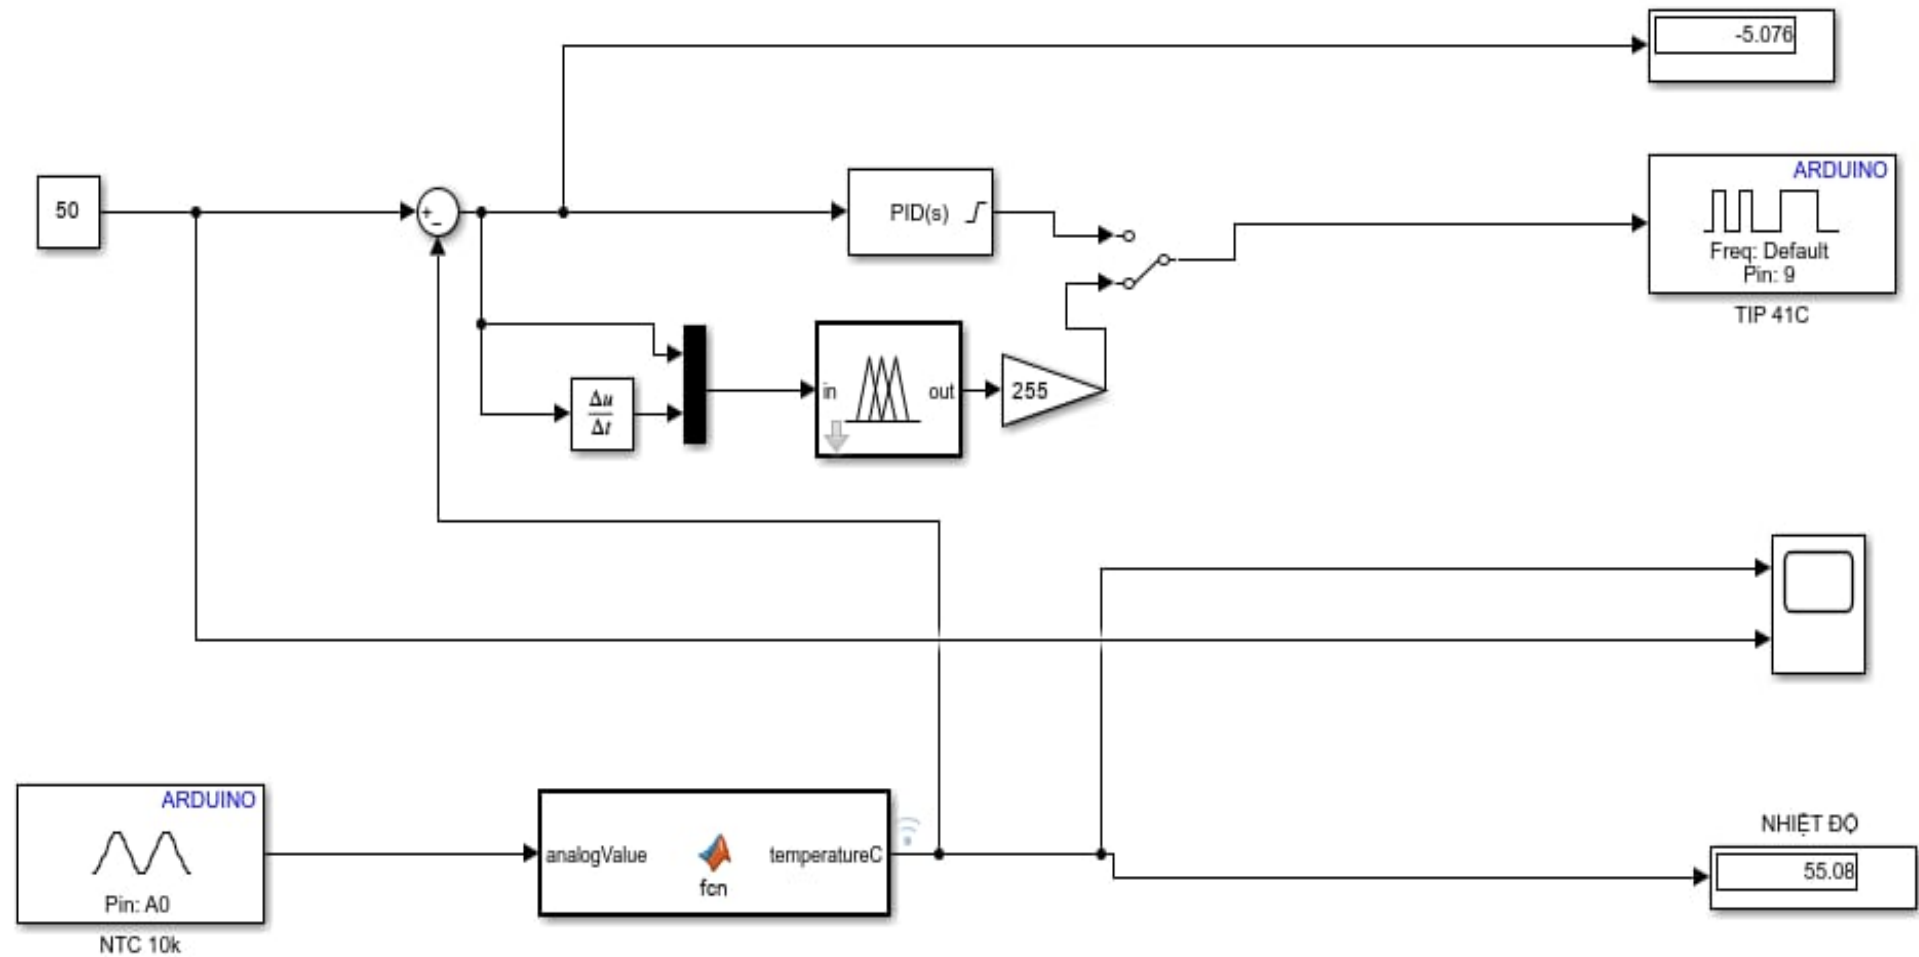 -5.076
ARDUINO
50
+
−
PID(s)
Freq: Default
Pin: 9
TIP 41C
Δu
Δt
in
out
255
ARDUINO
Pin: A0
NTC 10k
analogValue
fcn
temperatureC
NHIỆT ĐỘ
55.08